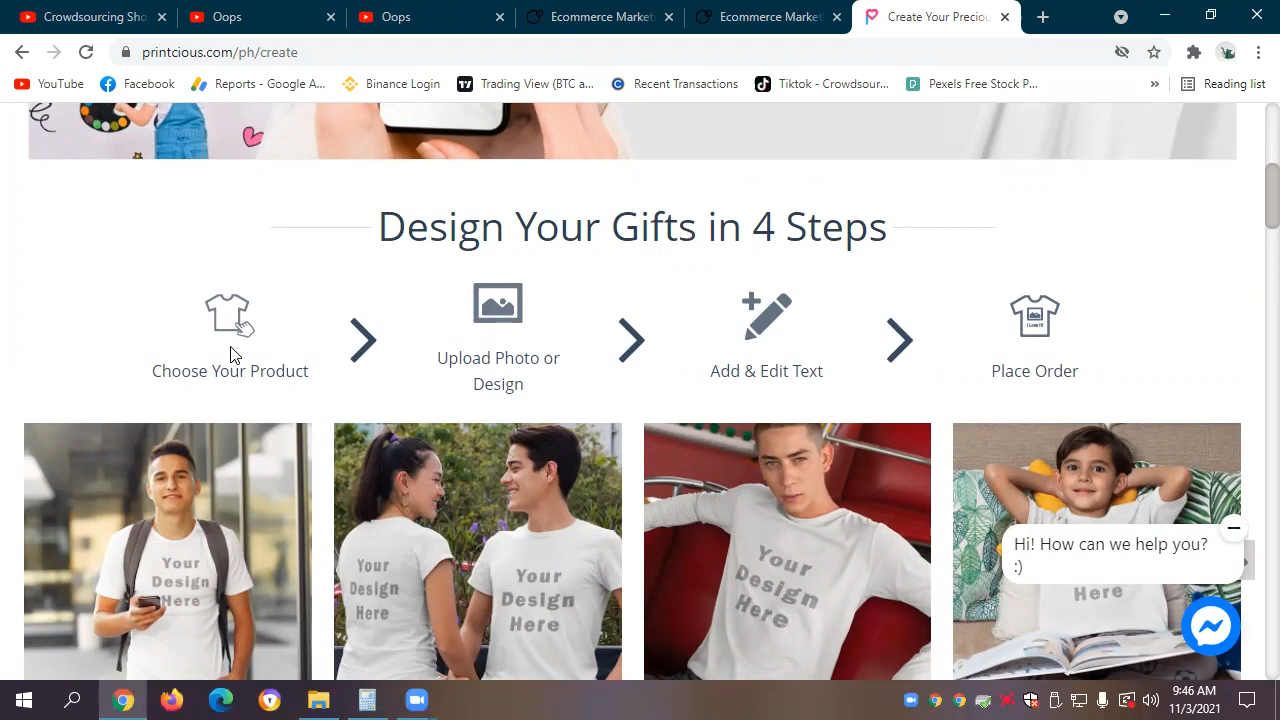 Crowdsourcing Sho
Oops
Oops
Ecommerce Market
Ecommerce Market
Create Your Preciou
printcious.com/ph/create
YouTube
Facebook
Reports - Google A...
Binance Login
Trading View (BTC a...
Recent Transactions
Tiktok - Crowdsour...
Pexels Free Stock P...
»
Reading list
Design Your Gifts in 4 Steps
Choose Your Product
Upload Photo or
Design
Add & Edit Text
I Love It!
Place Order
Your
Design
Here
Your
Design
Here
Your
Design
Here
Your
Design
Here
Here
Hi! How can we help you?
:)
9:46 AM
11/3/2021